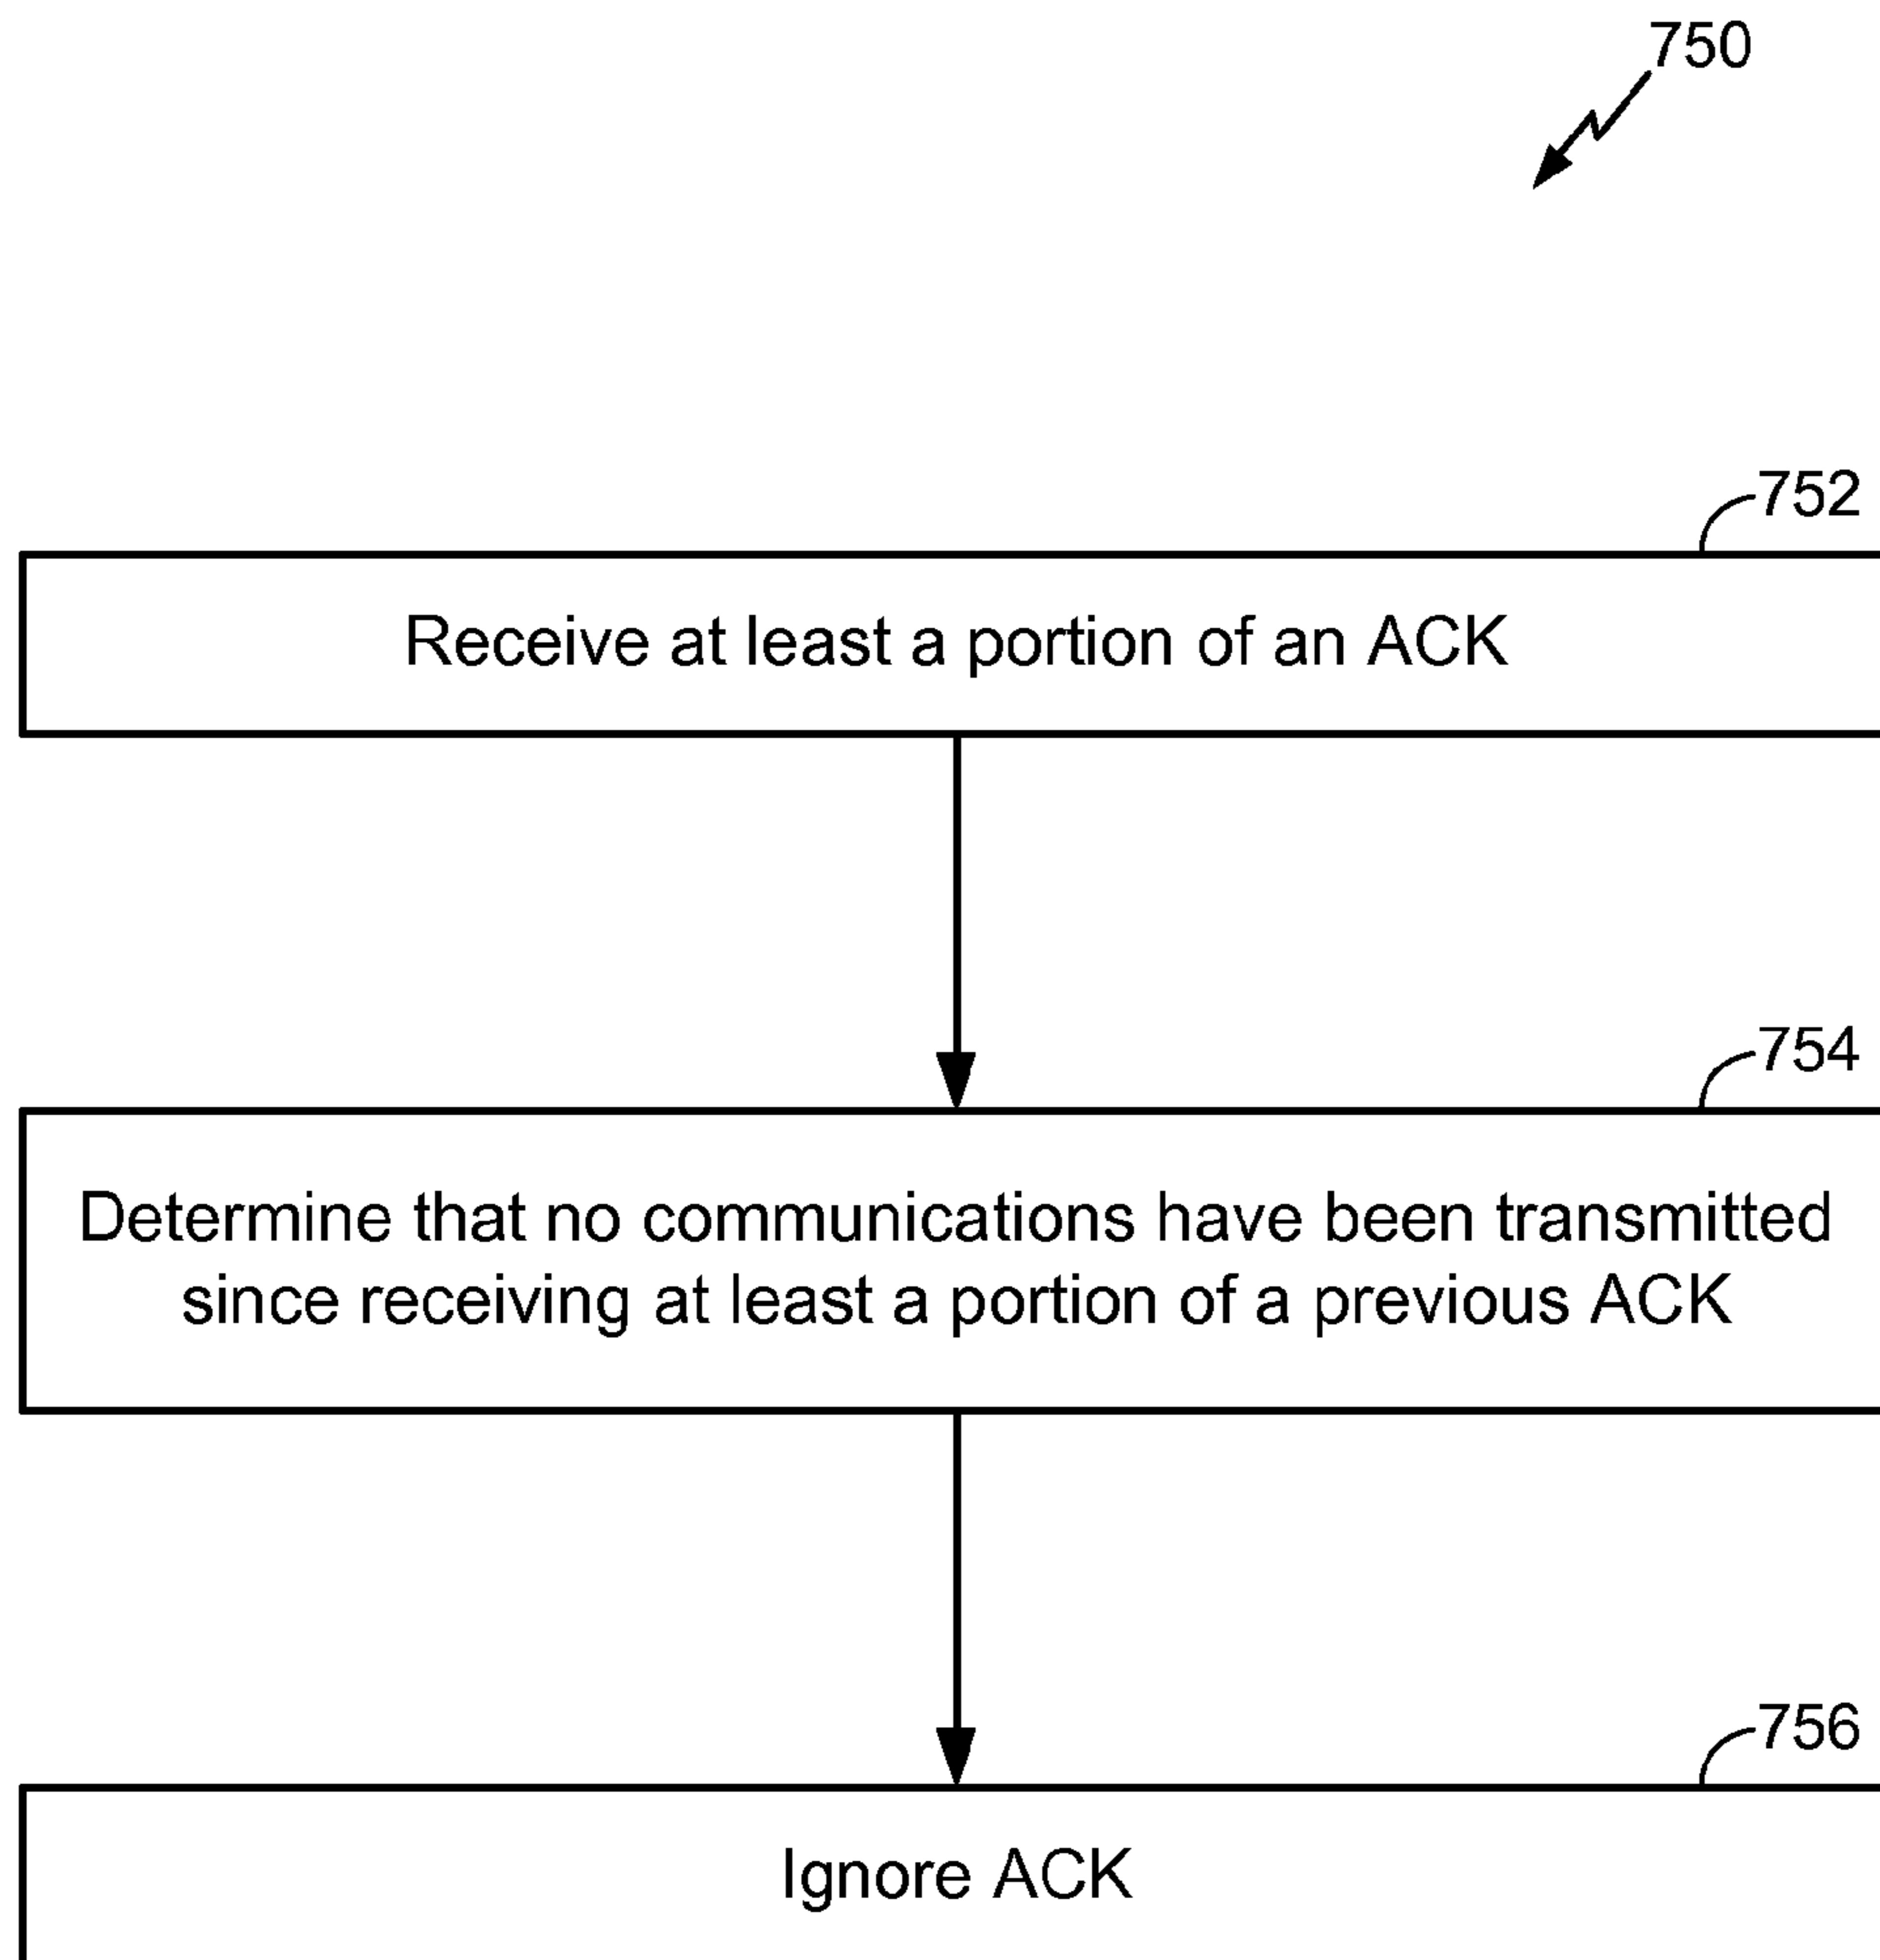 750
752
Receive at least a portion of an ACK
754
Determine that no communications have been transmitted
since receiving at least a portion of a previous ACK
756
Ignore ACK